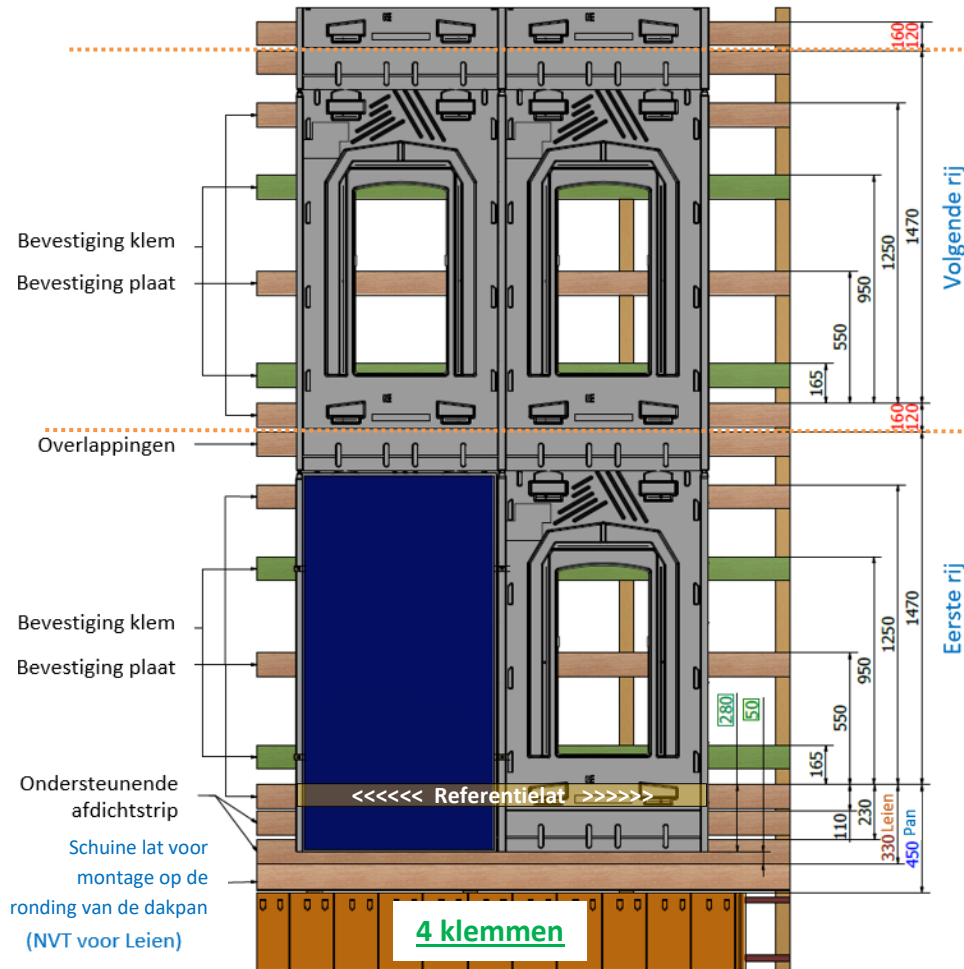 160
120
Volgende rij
1470
1250
950
550
165
Bevestiging klem
Bevestiging plaat
Overlappingen
160
120
Eerste rij
1470
1250
950
550
165
280
50
Bevestiging klem
Bevestiging plaat
Ondersteunende
afdichtstrip
<<<<<< Referentielat >>>>>>
110
230
330 Leien
450 Pan
Schuine lat voor
montage op de
ronding van de dakpan
(NVT voor Leien)
4 klemmen